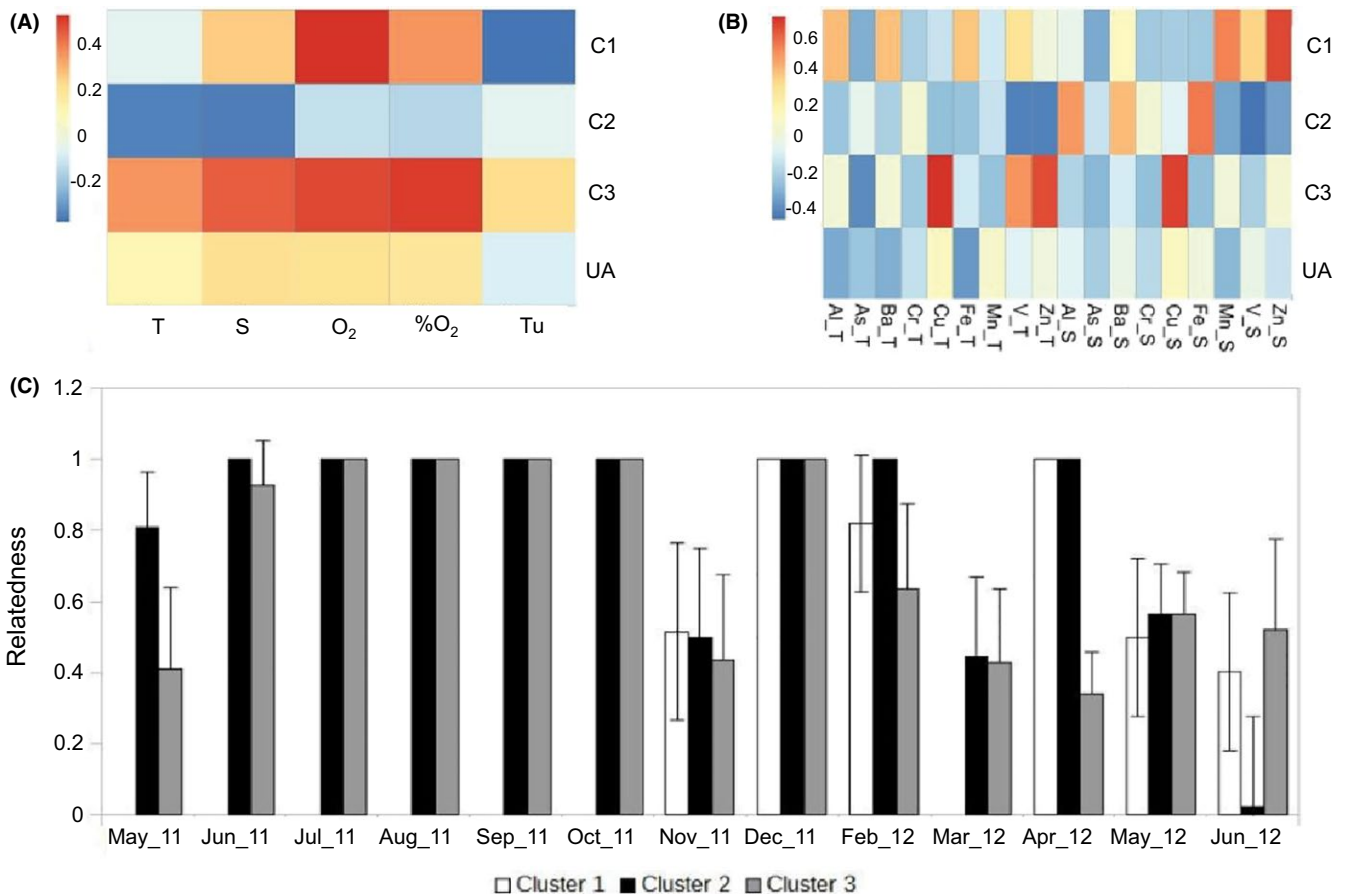 (A)
0.4
0.2
0
-0.2
C1
C2
C3
UA
T S O2 %O2 Tu
(B)
0.6
0.4
0.2
0
-0.2
-0.4
C1
C2
C3
UA
Al_T As_T Ba_T Cr_T Cu_T Fe_T Mn_T V_T Zn_T Al_S As_S Ba_S Cr_S Cu_S Fe_S Mn_S V_S Zn_S
(C)
Relatedness
1.2
1
0.8
0.6
0.4
0.2
0
May_11 Jun_11 Jul_11 Aug_11 Sep_11 Oct_11 Nov_11 Dec_11 Feb_12 Mar_12 Apr_12 May_12 Jun_12
Cluster 1 Cluster 2 Cluster 3